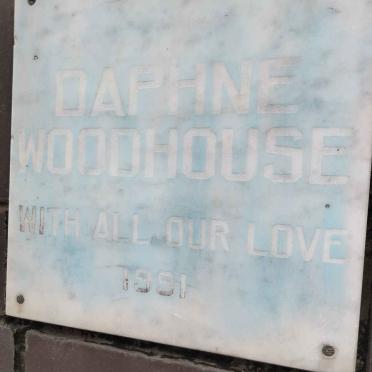 DAPHNE
WOODHOUSE
WITH ALL OUR LOVE
1991